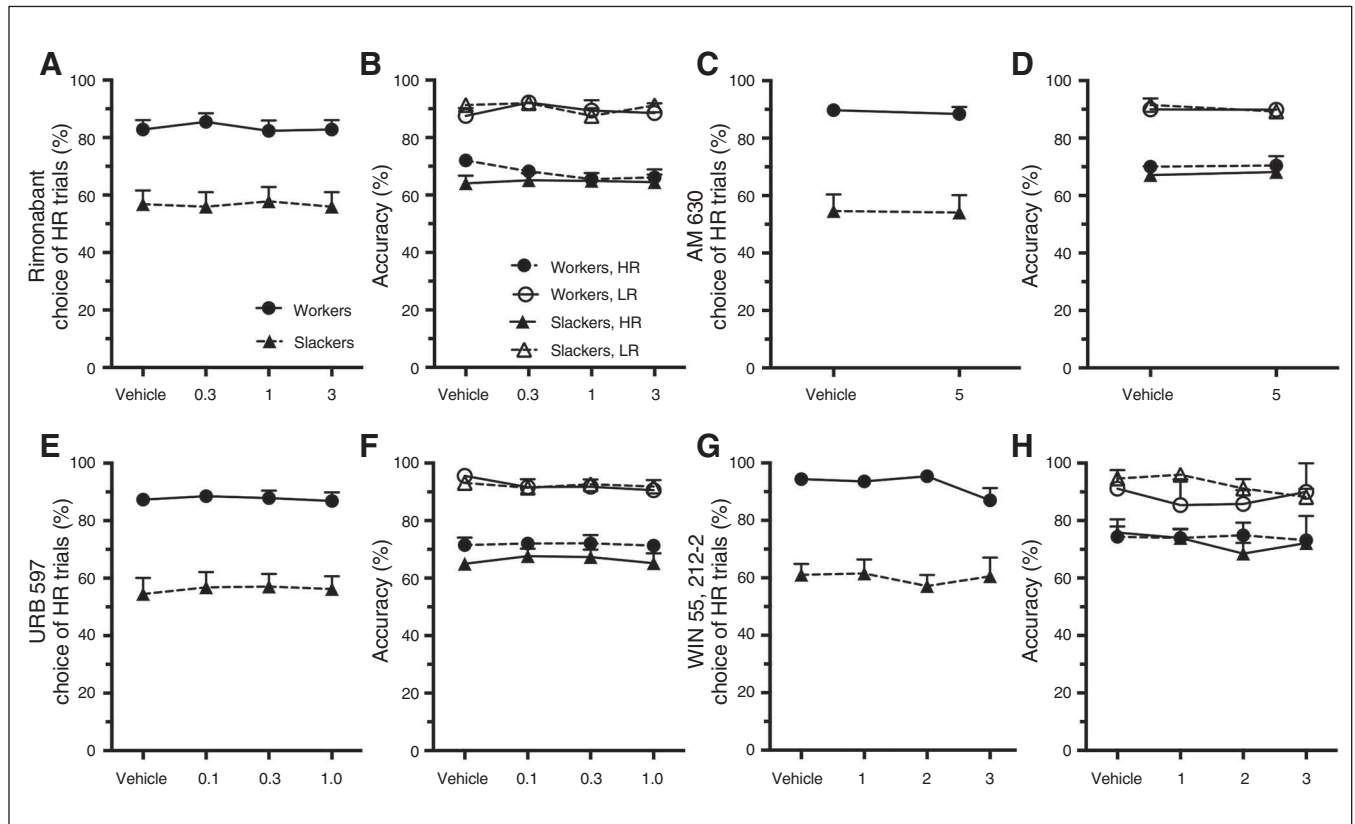 A
Rimonabant
choice of HR trials (%)
100
80
60
40
20
0
Vehicle 0.3 1 3
Workers
Slackers
B
Accuracy (%)
100
80
60
40
20
0
Vehicle 0.3 1 3
Workers, HR
Workers, LR
Slackers, HR
Slackers, LR
C
AM 630
choice of HR trials (%)
100
80
60
40
20
0
Vehicle 5
D
Accuracy (%)
100
80
60
40
20
0
Vehicle 5
E
URB 597
choice of HR trials (%)
100
80
60
40
20
0
Vehicle 0.1 0.3 1.0
F
Accuracy (%)
100
80
60
40
20
0
Vehicle 0.1 0.3 1.0
G
WIN 55, 212-2
choice of HR trials (%)
100
80
60
40
20
0
Vehicle 1 2 3
H
Accuracy (%)
100
80
60
40
20
0
Vehicle 1 2 3